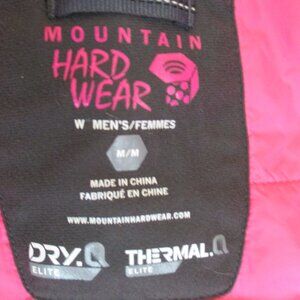 MOUNTAIN
HARD
WEAR
W MEN'S/FEMMES
M/M
MADE IN CHINA
FABRIQUÉ EN CHINE
WWW.MOUNTAINHARDWEAR.COM
DRY.Q THERMAL.Q
ELITE ELITE